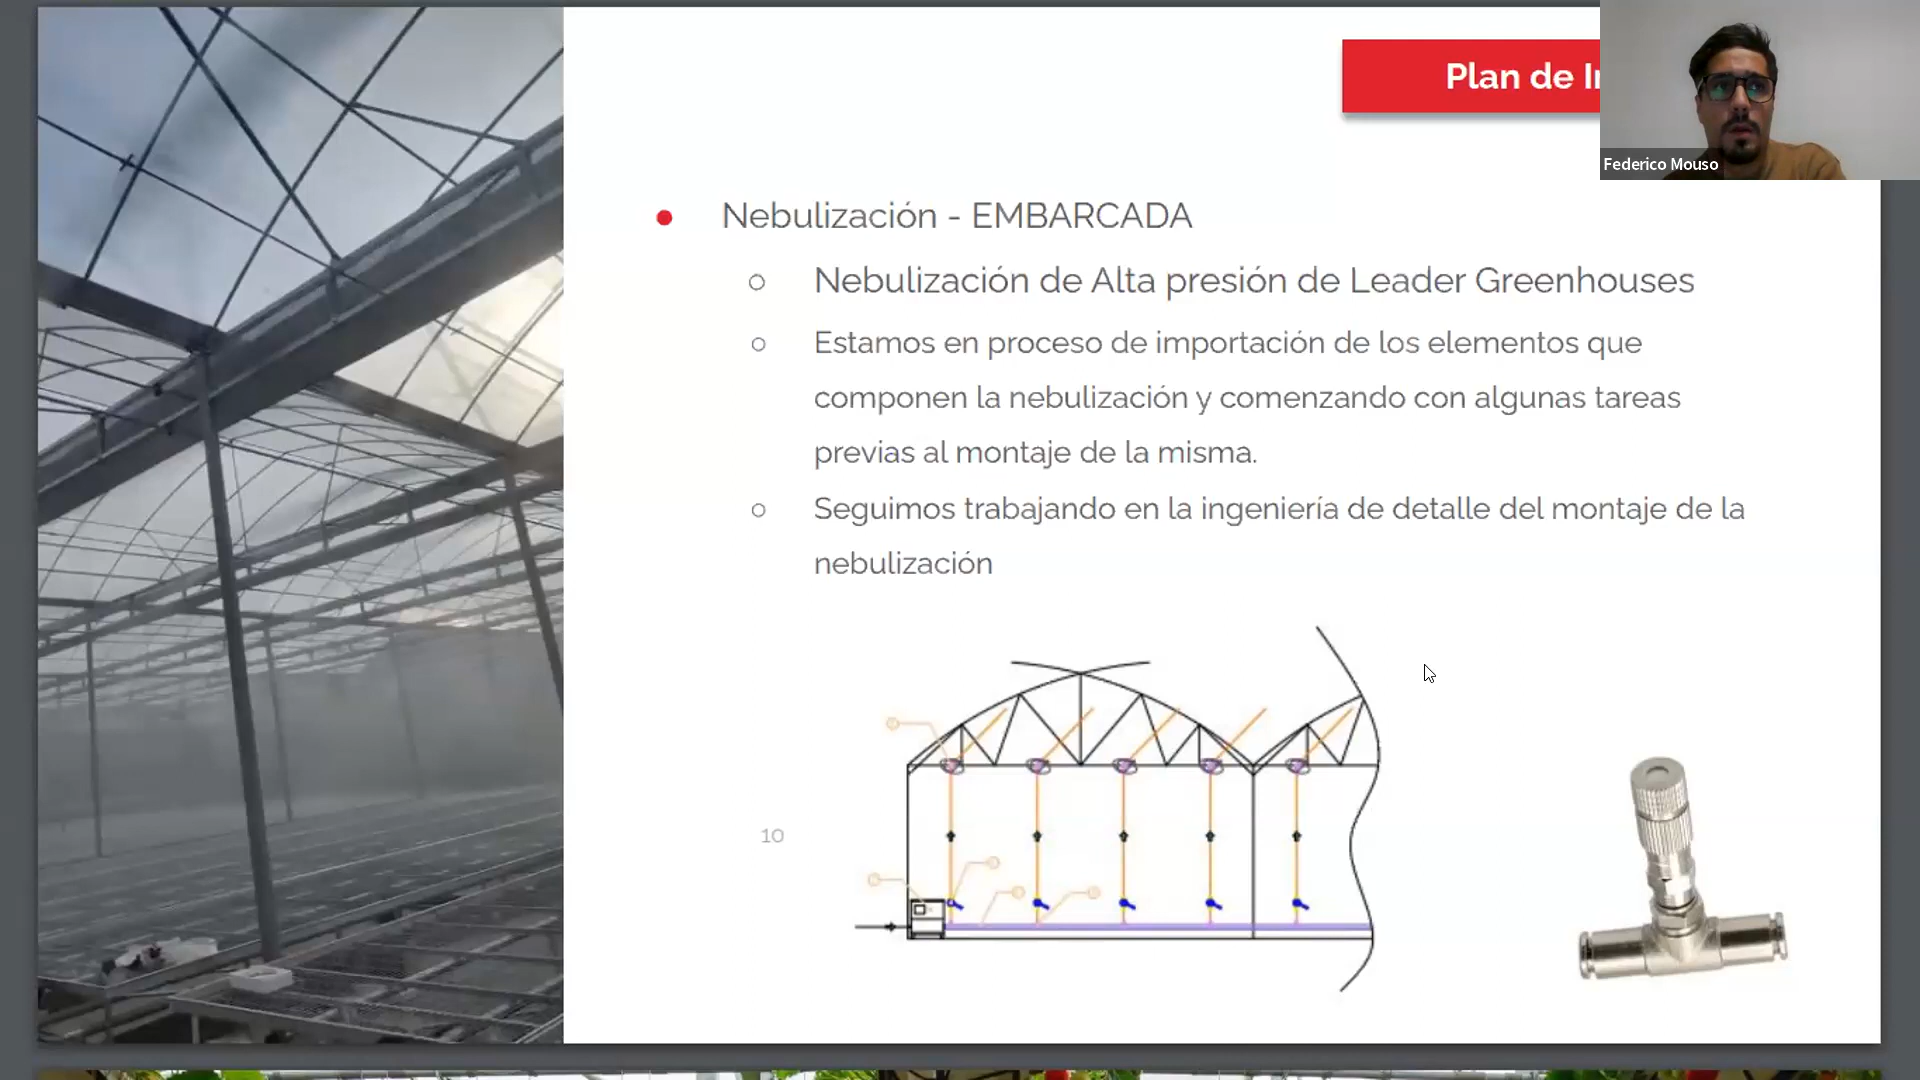 Plan de
Federico Mouso
Nebulización - EMBARCADA
Nebulización de Alta presión de Leader Greenhouses
Estamos en proceso de importación de los elementos que
componen la nebulización y comenzando con algunas tareas
previas al montaje de la misma.
Seguimos trabajando en la ingeniería de detalle del montaje de la
nebulización
10